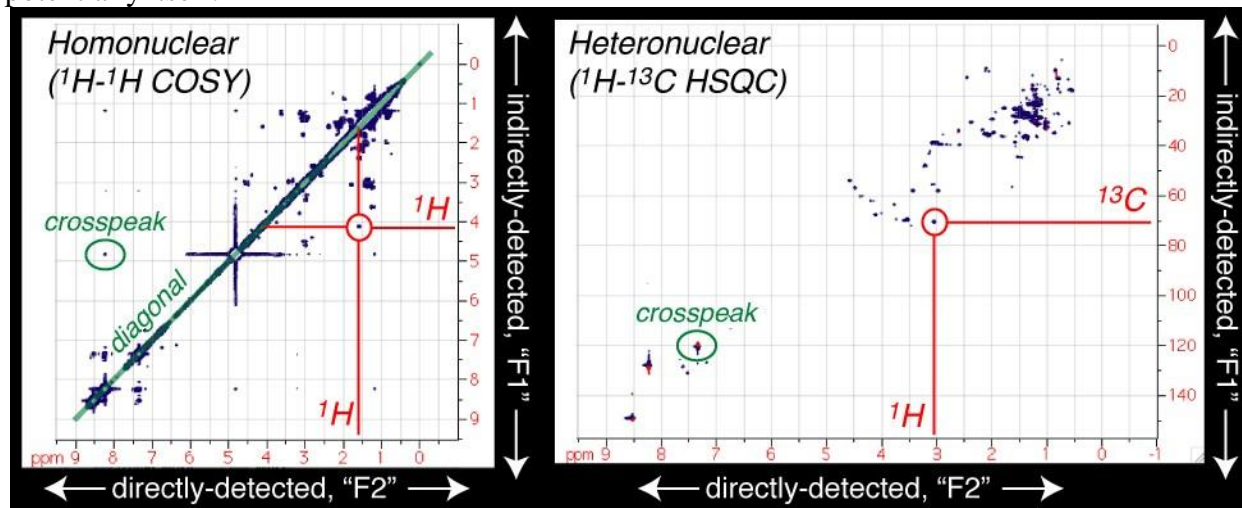 potentially itself.
Homonuclear
(¹H-¹H COSY)
0
1
2
3
4
5
6
7
8
9
¹H
crosspeak
diagonal
¹H
ppm 9 8 7 6 5 4 3 2 1 0
directly-detected, "F2"
indirectly-detected, "F1"
Heteronuclear
(¹H-¹³C HSQC)
0
20
40
60
80
100
120
140
¹³C
crosspeak
¹H
ppm 9 8 7 6 5 4 3 2 1 0 -1
directly-detected, "F2"
indirectly-detected, "F1"